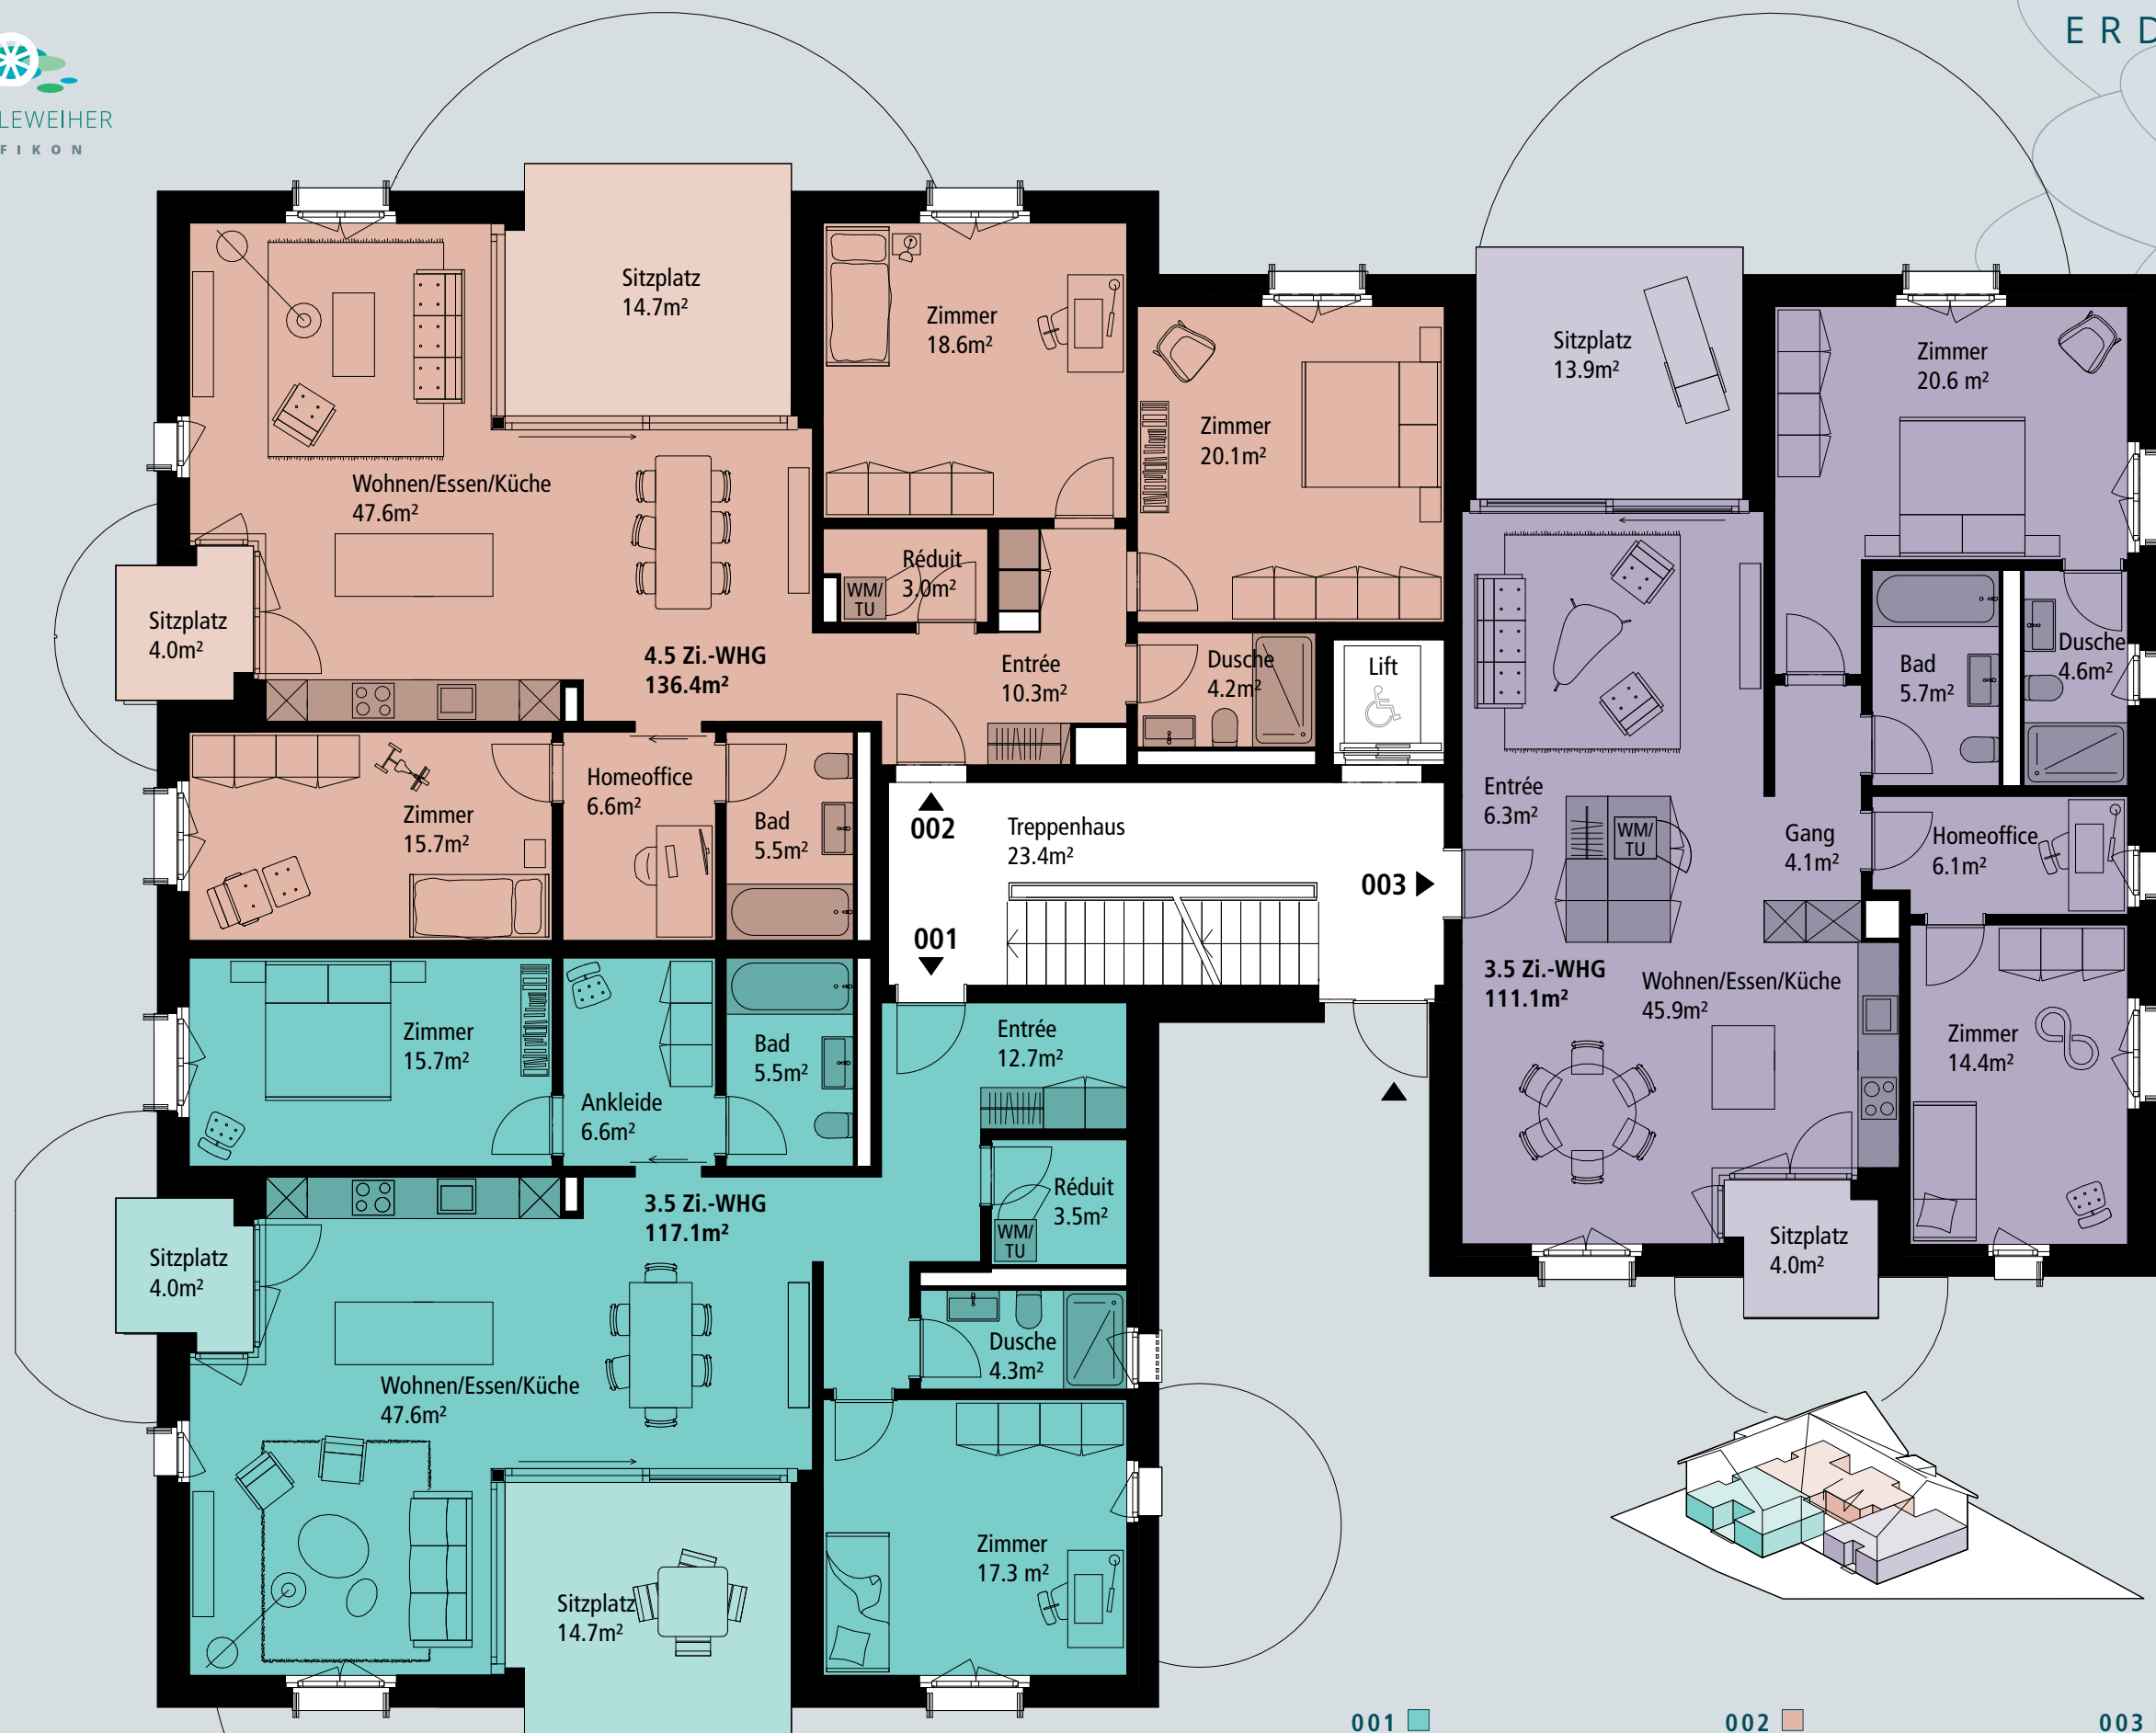 LEWEIHER
FIKON
ERD
Sitzplatz
14.7m²
Zimmer
18.6m²
Sitzplatz
13.9m²
Zimmer
20.6 m²
Zimmer
20.1m²
Wohnen/Essen/Küche
47.6m²
Réduit
3.0m²
WM/
TU
Sitzplatz
4.0m²
4.5 Zi.-WHG
136.4m²
Entrée
10.3m²
Dusche
4.2m²
Lift
Bad
5.7m²
Dusche
4.6m²
Homeoffice
6.6m²
Zimmer
15.7m²
Bad
5.5m²
002
Treppenhaus
23.4m²
003
001
Entrée
6.3m²
WM/
TU
Gang
4.1m²
Homeoffice
6.1m²
3.5 Zi.-WHG
111.1m²
Wohnen/Essen/Küche
45.9m²
Zimmer
14.4m²
Sitzplatz
4.0m²
Zimmer
15.7m²
Ankleide
6.6m²
Bad
5.5m²
Entrée
12.7m²
Réduit
3.5m²
WM/
TU
3.5 Zi.-WHG
117.1m²
Sitzplatz
4.0m²
Dusche
4.3m²
Wohnen/Essen/Küche
47.6m²
Zimmer
17.3 m²
Sitzplatz
14.7m²
001
002
003